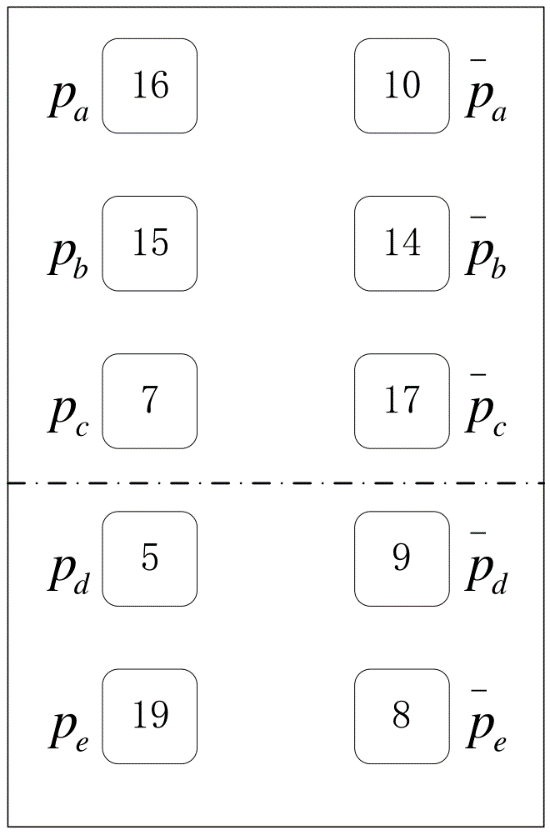 p_a 16 10 p̄_a
p_b 15 14 p̄_b
p_c 7 17 p̄_c
p_d 5 9 p̄_d
p_e 19 8 p̄_e